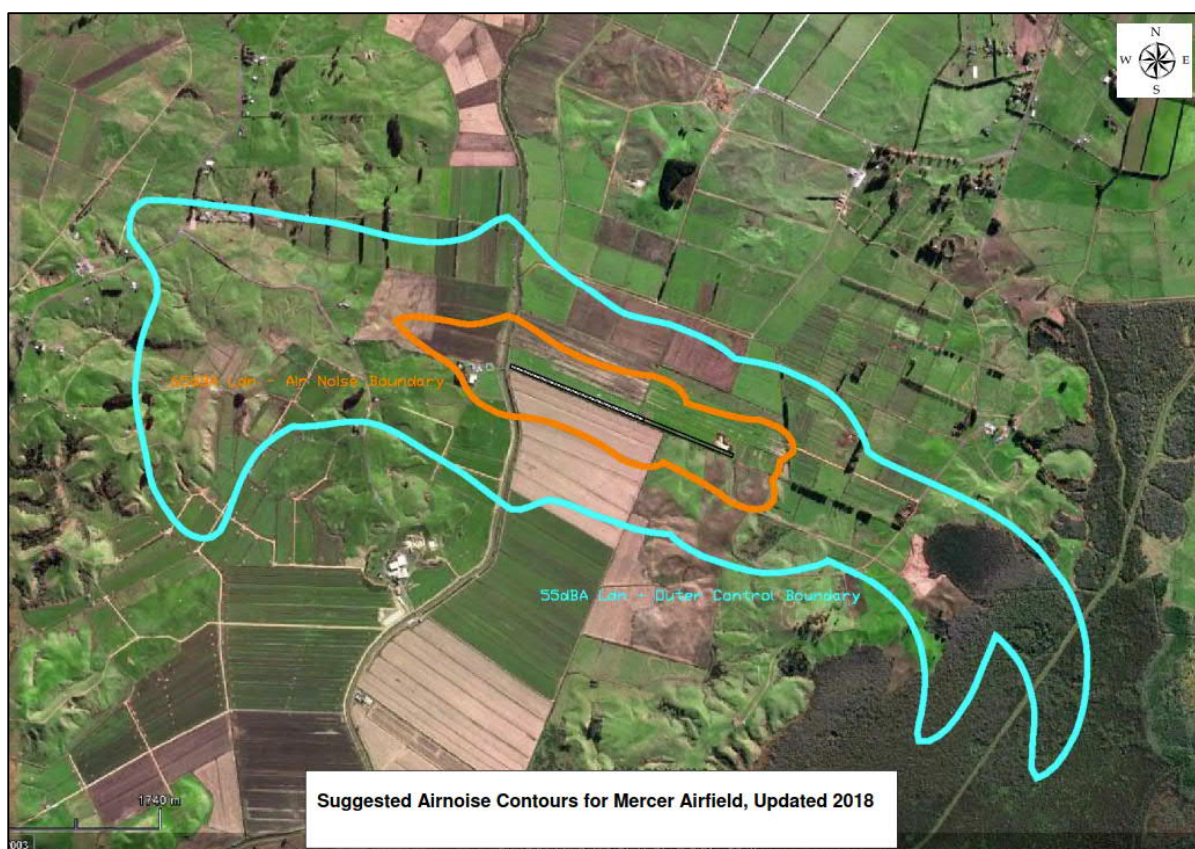 N
W E
S
65dBA Ldn - Air Noise Boundary
55dBA Ldn - Outer Control Boundary
1740 m
Suggested Airnoise Contours for Mercer Airfield, Updated 2018
003